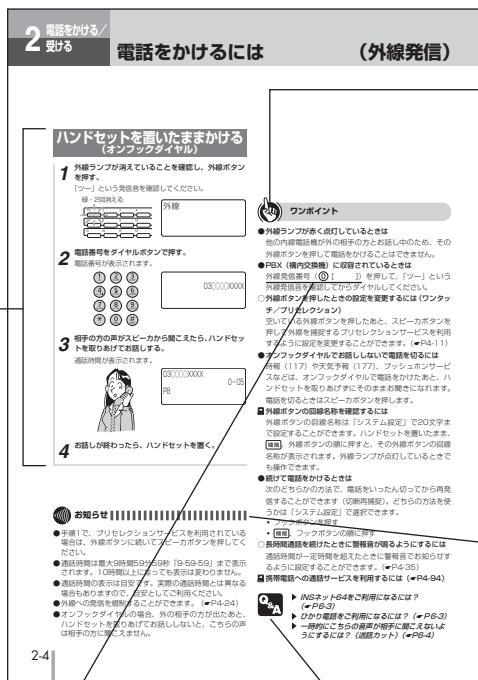 2 電話をかける/
受ける
電話をかけるには （外線発信）
ハンドセットを置いたままかける
（オンフックダイヤル）
1 外線ランプが消えていることを確認し、外線ボタン
を押す。
「ツー」という発信音を確認してください。
緑・2回消える
外線
2 電話番号をダイヤルボタンで押す。
電話番号が表示されます。
1 2 3
4 5 6
7 8 9
* 0 #
03○○○○XXXX
3 相手の方の声がスピーカから聞こえたら、ハンドセッ
トを取りあげてお話しする。
通話時間が表示されます。
03○○○○XXXX
0-05
PB
4 お話しが終わったら、ハンドセットを置く。
お知らせ
●手順1で、プリセレクションサービスを利用されている
場合は、外線ボタンに続いてスピーカボタンを押してく
ださい。
●通話時間は最大9時間59分59秒「9-59-59」まで表示
されます。10時間以上になっても表示は変わりません。
●通話時間の表示は目安です。実際の通話時間とは異なる
場合もありますので、目安としてご利用ください。
●外線への発信を規制することができます。（☛P4-24）
●オンフックダイヤルの場合、外の相手の方が出たあと、
ハンドセットを取りあげてお話ししないと、こちらの声
は相手の方に聞こえません。
ワンポイント
●外線ランプが赤く点灯しているときは
他の内線電話機が外の相手の方とお話し中のため、その
外線ボタンを押して電話をかけることはできません。
●PBX（構内交換機）に収容されているときは
外線発信番号（⓪[　　]）を押して、「ツー」という
外線発信音を確認してからダイヤルしてください。
○外線ボタンを押したときの設定を変更するには（ワンタッ
チ／プリセレクション）
空いている外線ボタンを押したあと、スピーカボタンを
押して外線を捕捉するプリセレクションサービスを利用
するように設定を変更することができます。（☛P4-11）
●オンフックダイヤルでお話ししないで電話を切るには
時報（117）や天気予報（177）、プッシュホンサービ
スなどは、オンフックダイヤルで電話をかけたあと、ハ
ンドセットを取りあげずにそのままお聞きになれます。
電話を切るときはスピーカボタンを押します。
外線ボタンの回線名称を確認するには
外線ボタンの回線名称は「システム設定」で20文字ま
で設定することができます。ハンドセットを置いたまま、
機能、外線ボタンの順に押すと、その外線ボタンの回線
名称が表示されます。外線ランプが点灯しているときで
も操作できます。
●続けて電話をかけるときは
次のどちらかの方法で、電話をいったん切ってから再発
信することができます（切断再捕捉）。どちらの方法を使
うかは「システム設定」で選択できます。
• フックボタンを押す
• 機能、フックボタンの順に押す
○長時間通話を続けたときに警報音が鳴るようにするには
通話時間が一定時間を超えたときに警報音でお知らせす
るように設定することができます。（☛P4-35）
携帯電話への通話サービスを利用するには（☛P4-94）
Q&A
▶ INSネット64をご利用になるには？
（☛P6-3）
▶ ひかり電話をご利用になるには？（☛P6-3）
▶ 一時的にこちらの音声が相手に聞こえないよ
うにするには？（送話カット）（☛P6-4）
2-4